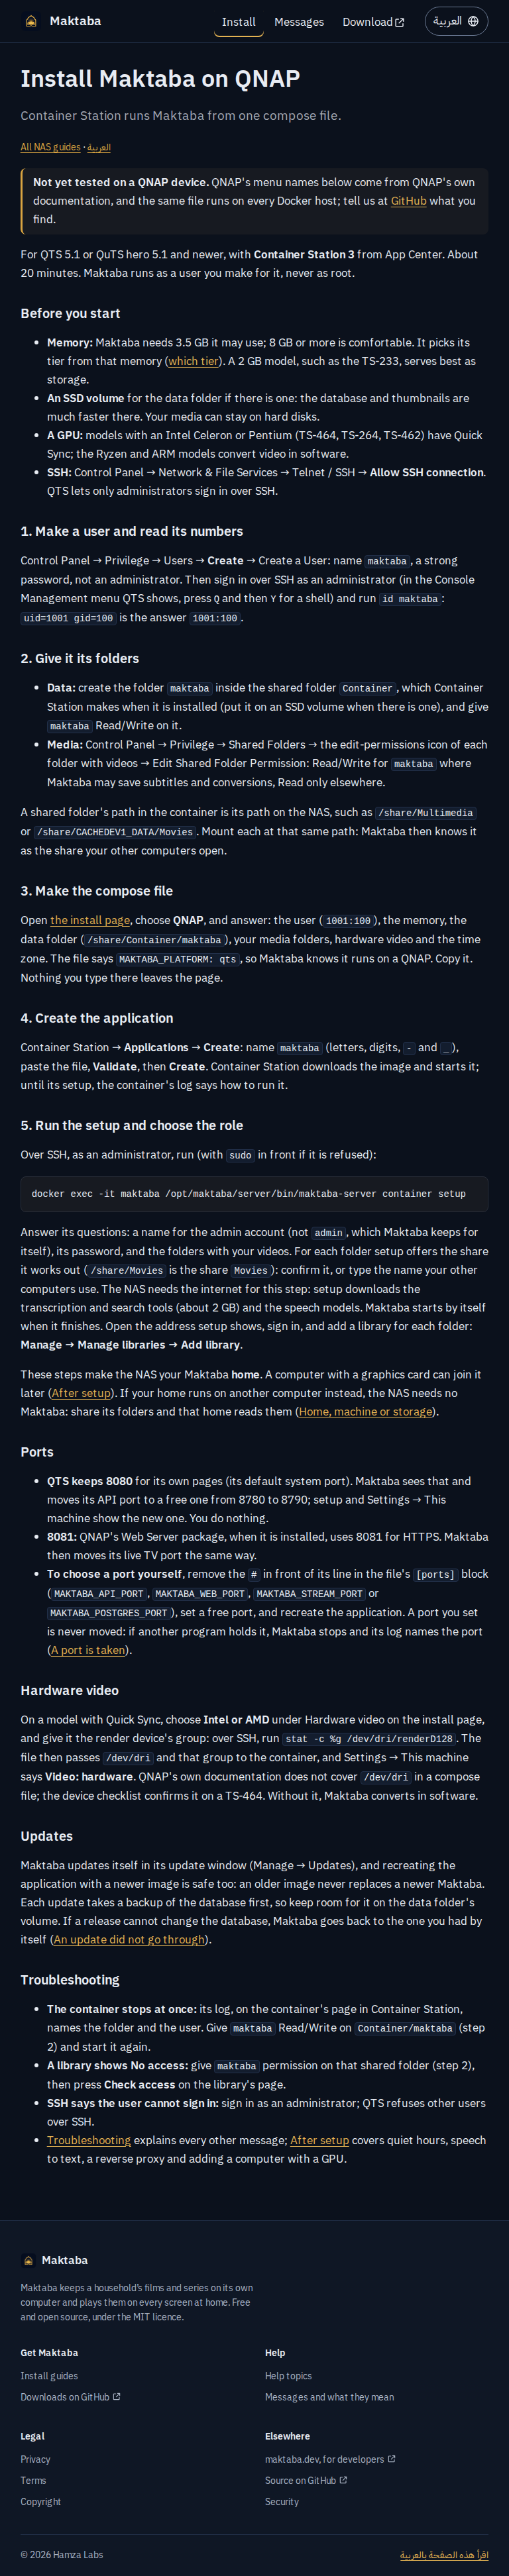 Maktaba
Install
Messages
Download
العربية
Install Maktaba on QNAP
Container Station runs Maktaba from one compose file.
All NAS guides · العربية
Not yet tested on a QNAP device. QNAP's menu names below come from QNAP's own
documentation, and the same file runs on every Docker host; tell us at GitHub what you
find.
For QTS 5.1 or QuTS hero 5.1 and newer, with Container Station 3 from App Center. About
20 minutes. Maktaba runs as a user you make for it, never as root.
Before you start
• Memory: Maktaba needs 3.5 GB it may use; 8 GB or more is comfortable. It picks its
tier from that memory (which tier). A 2 GB model, such as the TS-233, serves best as
storage.
• An SSD volume for the data folder if there is one: the database and thumbnails are
much faster there. Your media can stay on hard disks.
• A GPU: models with an Intel Celeron or Pentium (TS-464, TS-264, TS-462) have Quick
Sync; the Ryzen and ARM models convert video in software.
• SSH: Control Panel → Network & File Services → Telnet / SSH → Allow SSH connection.
QTS lets only administrators sign in over SSH.
1. Make a user and read its numbers
Control Panel → Privilege → Users → Create → Create a User: name maktaba, a strong
password, not an administrator. Then sign in over SSH as an administrator (in the Console
Management menu QTS shows, press Q and then Y for a shell) and run id maktaba:
uid=1001 gid=100 is the answer 1001:100.
2. Give it its folders
• Data: create the folder maktaba inside the shared folder Container, which Container
Station makes when it is installed (put it on an SSD volume when there is one), and give
maktaba Read/Write on it.
• Media: Control Panel → Privilege → Shared Folders → the edit-permissions icon of each
folder with videos → Edit Shared Folder Permission: Read/Write for maktaba where
Maktaba may save subtitles and conversions, Read only elsewhere.
A shared folder's path in the container is its path on the NAS, such as /share/Multimedia
or /share/CACHEDEV1_DATA/Movies. Mount each at that same path: Maktaba then knows it
as the share your other computers open.
3. Make the compose file
Open the install page, choose QNAP, and answer: the user (1001:100), the memory, the
data folder (/share/Container/maktaba), your media folders, hardware video and the time
zone. The file says MAKTABA_PLATFORM: qts, so Maktaba knows it runs on a QNAP. Copy it.
Nothing you type there leaves the page.
4. Create the application
Container Station → Applications → Create: name maktaba (letters, digits, - and _),
paste the file, Validate, then Create. Container Station downloads the image and starts it;
until its setup, the container's log says how to run it.
5. Run the setup and choose the role
Over SSH, as an administrator, run (with sudo in front if it is refused):
docker exec -it maktaba /opt/maktaba/server/bin/maktaba-server container setup
Answer its questions: a name for the admin account (not admin, which Maktaba keeps for
itself), its password, and the folders with your videos. For each folder setup offers the share
it works out (/share/Movies is the share Movies): confirm it, or type the name your other
computers use. The NAS needs the internet for this step: setup downloads the
transcription and search tools (about 2 GB) and the speech models. Maktaba starts by itself
when it finishes. Open the address setup shows, sign in, and add a library for each folder:
Manage → Manage libraries → Add library.
These steps make the NAS your Maktaba home. A computer with a graphics card can join it
later (After setup). If your home runs on another computer instead, the NAS needs no
Maktaba: share its folders and that home reads them (Home, machine or storage).
Ports
• QTS keeps 8080 for its own pages (its default system port). Maktaba sees that and
moves its API port to a free one from 8780 to 8790; setup and Settings → This
machine show the new one. You do nothing.
• 8081: QNAP's Web Server package, when it is installed, uses 8081 for HTTPS. Maktaba
then moves its live TV port the same way.
• To choose a port yourself, remove the # in front of its line in the file's [ports] block
(MAKTABA_API_PORT, MAKTABA_WEB_PORT, MAKTABA_STREAM_PORT or
MAKTABA_POSTGRES_PORT), set a free port, and recreate the application. A port you set
is never moved: if another program holds it, Maktaba stops and its log names the port
(A port is taken).
Hardware video
On a model with Quick Sync, choose Intel or AMD under Hardware video on the install page,
and give it the render device's group: over SSH, run stat -c %g /dev/dri/renderD128. The
file then passes /dev/dri and that group to the container, and Settings → This machine
says Video: hardware. QNAP's own documentation does not cover /dev/dri in a compose
file; the device checklist confirms it on a TS-464. Without it, Maktaba converts in software.
Updates
Maktaba updates itself in its update window (Manage → Updates), and recreating the
application with a newer image is safe too: an older image never replaces a newer Maktaba.
Each update takes a backup of the database first, so keep room for it on the data folder's
volume. If a release cannot change the database, Maktaba goes back to the one you had by
itself (An update did not go through).
Troubleshooting
• The container stops at once: its log, on the container's page in Container Station,
names the folder and the user. Give maktaba Read/Write on Container/maktaba (step
2) and start it again.
• A library shows No access: give maktaba permission on that shared folder (step 2),
then press Check access on the library's page.
• SSH says the user cannot sign in: sign in as an administrator; QTS refuses other users
over SSH.
• Troubleshooting explains every other message; After setup covers quiet hours, speech
to text, a reverse proxy and adding a computer with a GPU.
Maktaba
Maktaba keeps a household’s films and series on its own
computer and plays them on every screen at home. Free
and open source, under the MIT licence.
Get Maktaba
Install guides
Downloads on GitHub
Help
Help topics
Messages and what they mean
Legal
Privacy
Terms
Copyright
Elsewhere
maktaba.dev, for developers
Source on GitHub
Security
© 2026 Hamza Labs
اقرأ هذه الصفحة بالعربية